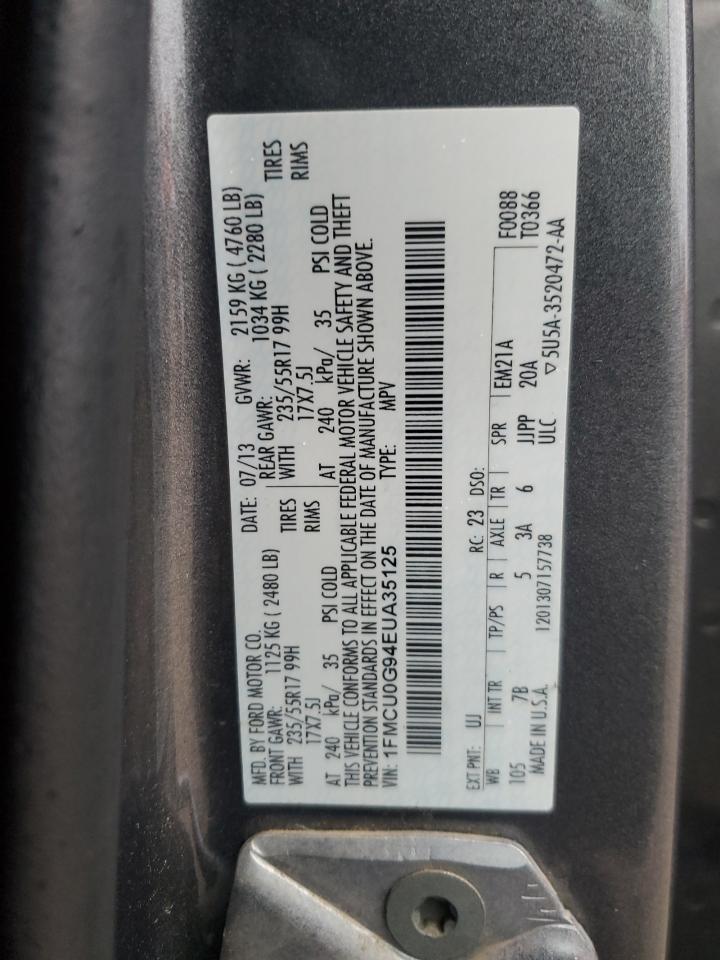 MFD. BY FORD MOTOR CO.
DATE: 07/13 GVWR: 2159 KG ( 4760 LB)
FRONT GAWR: 1125 KG ( 2480 LB)
REAR GAWR: 1034 KG ( 2280 LB)
WITH 235/55R17 99H TIRES
WITH 235/55R17 99H TIRES
17X7.5J RIMS
17X7.5J RIMS
AT 240 kPa/ 35 PSI COLD
AT 240 kPa/ 35 PSI COLD
THIS VEHICLE CONFORMS TO ALL APPLICABLE FEDERAL MOTOR VEHICLE SAFETY AND THEFT
PREVENTION STANDARDS IN EFFECT ON THE DATE OF MANUFACTURE SHOWN ABOVE.
VIN: 1FMCU0G94EUA35125 TYPE: MPV
EXT PNT: UJ RC: 23 DSO: F0088
WB INT TR TP/PS R AXLE TR SPR EM21A T0366
105 7B 5 3A 6 JJPP 20A
MADE IN U.S.A. 1201307157738 ULC ▽5U5A-3520472-AA